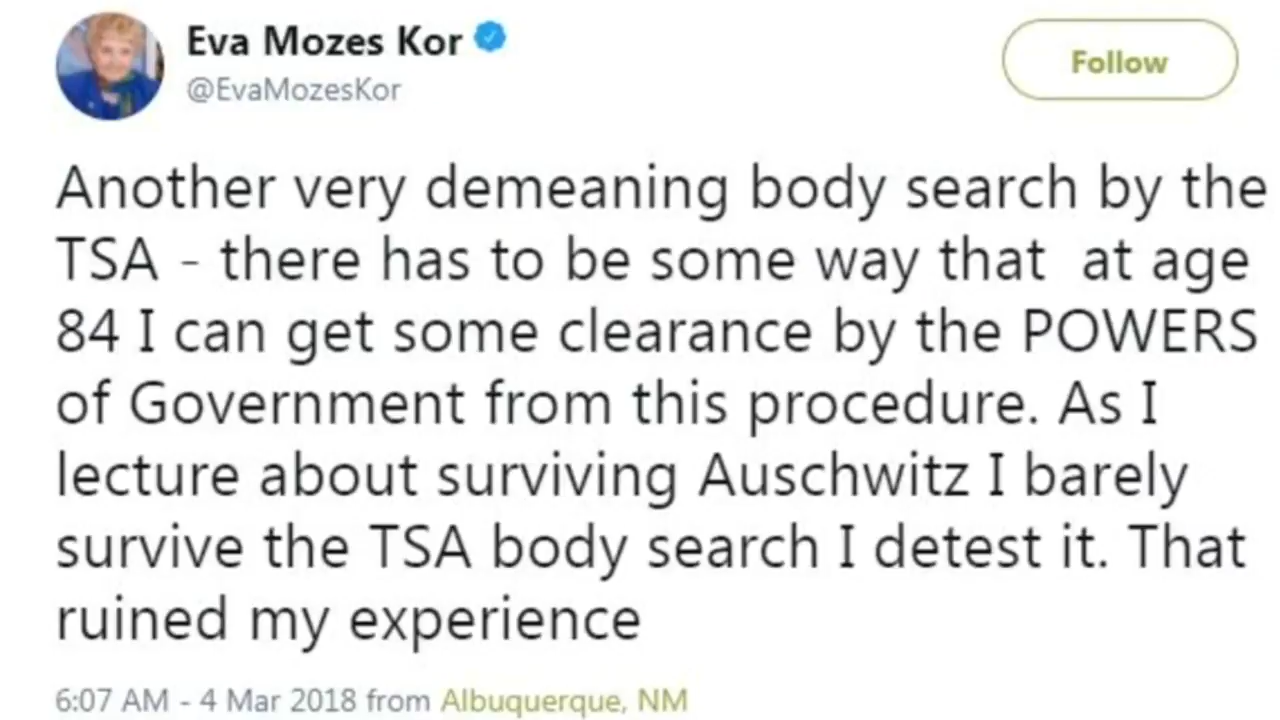 Eva Mozes Kor
@EvaMozesKor
Follow
Another very demeaning body search by the
TSA - there has to be some way that  at age
84 I can get some clearance by the POWERS
of Government from this procedure. As I
lecture about surviving Auschwitz I barely
survive the TSA body search I detest it. That
ruined my experience
6:07 AM - 4 Mar 2018 from Albuquerque, NM